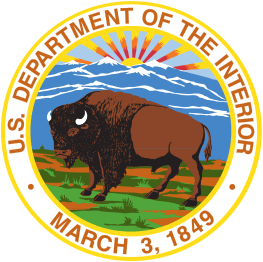 U.S. DEPARTMENT OF THE INTERIOR
• MARCH 3, 1849 •